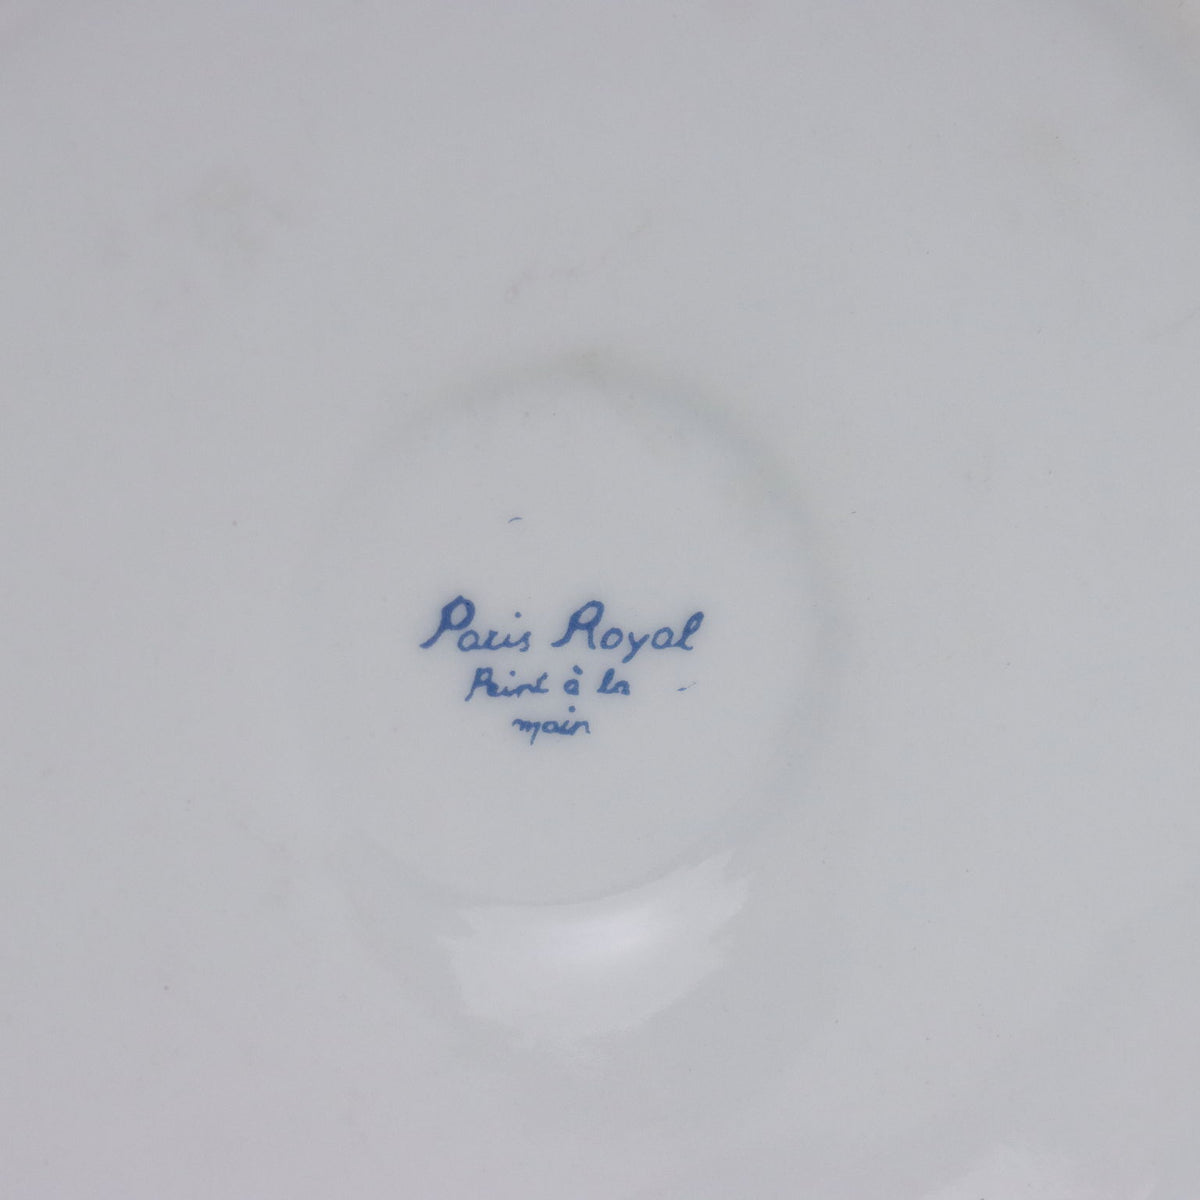 Paris Royal
Peint à la
main